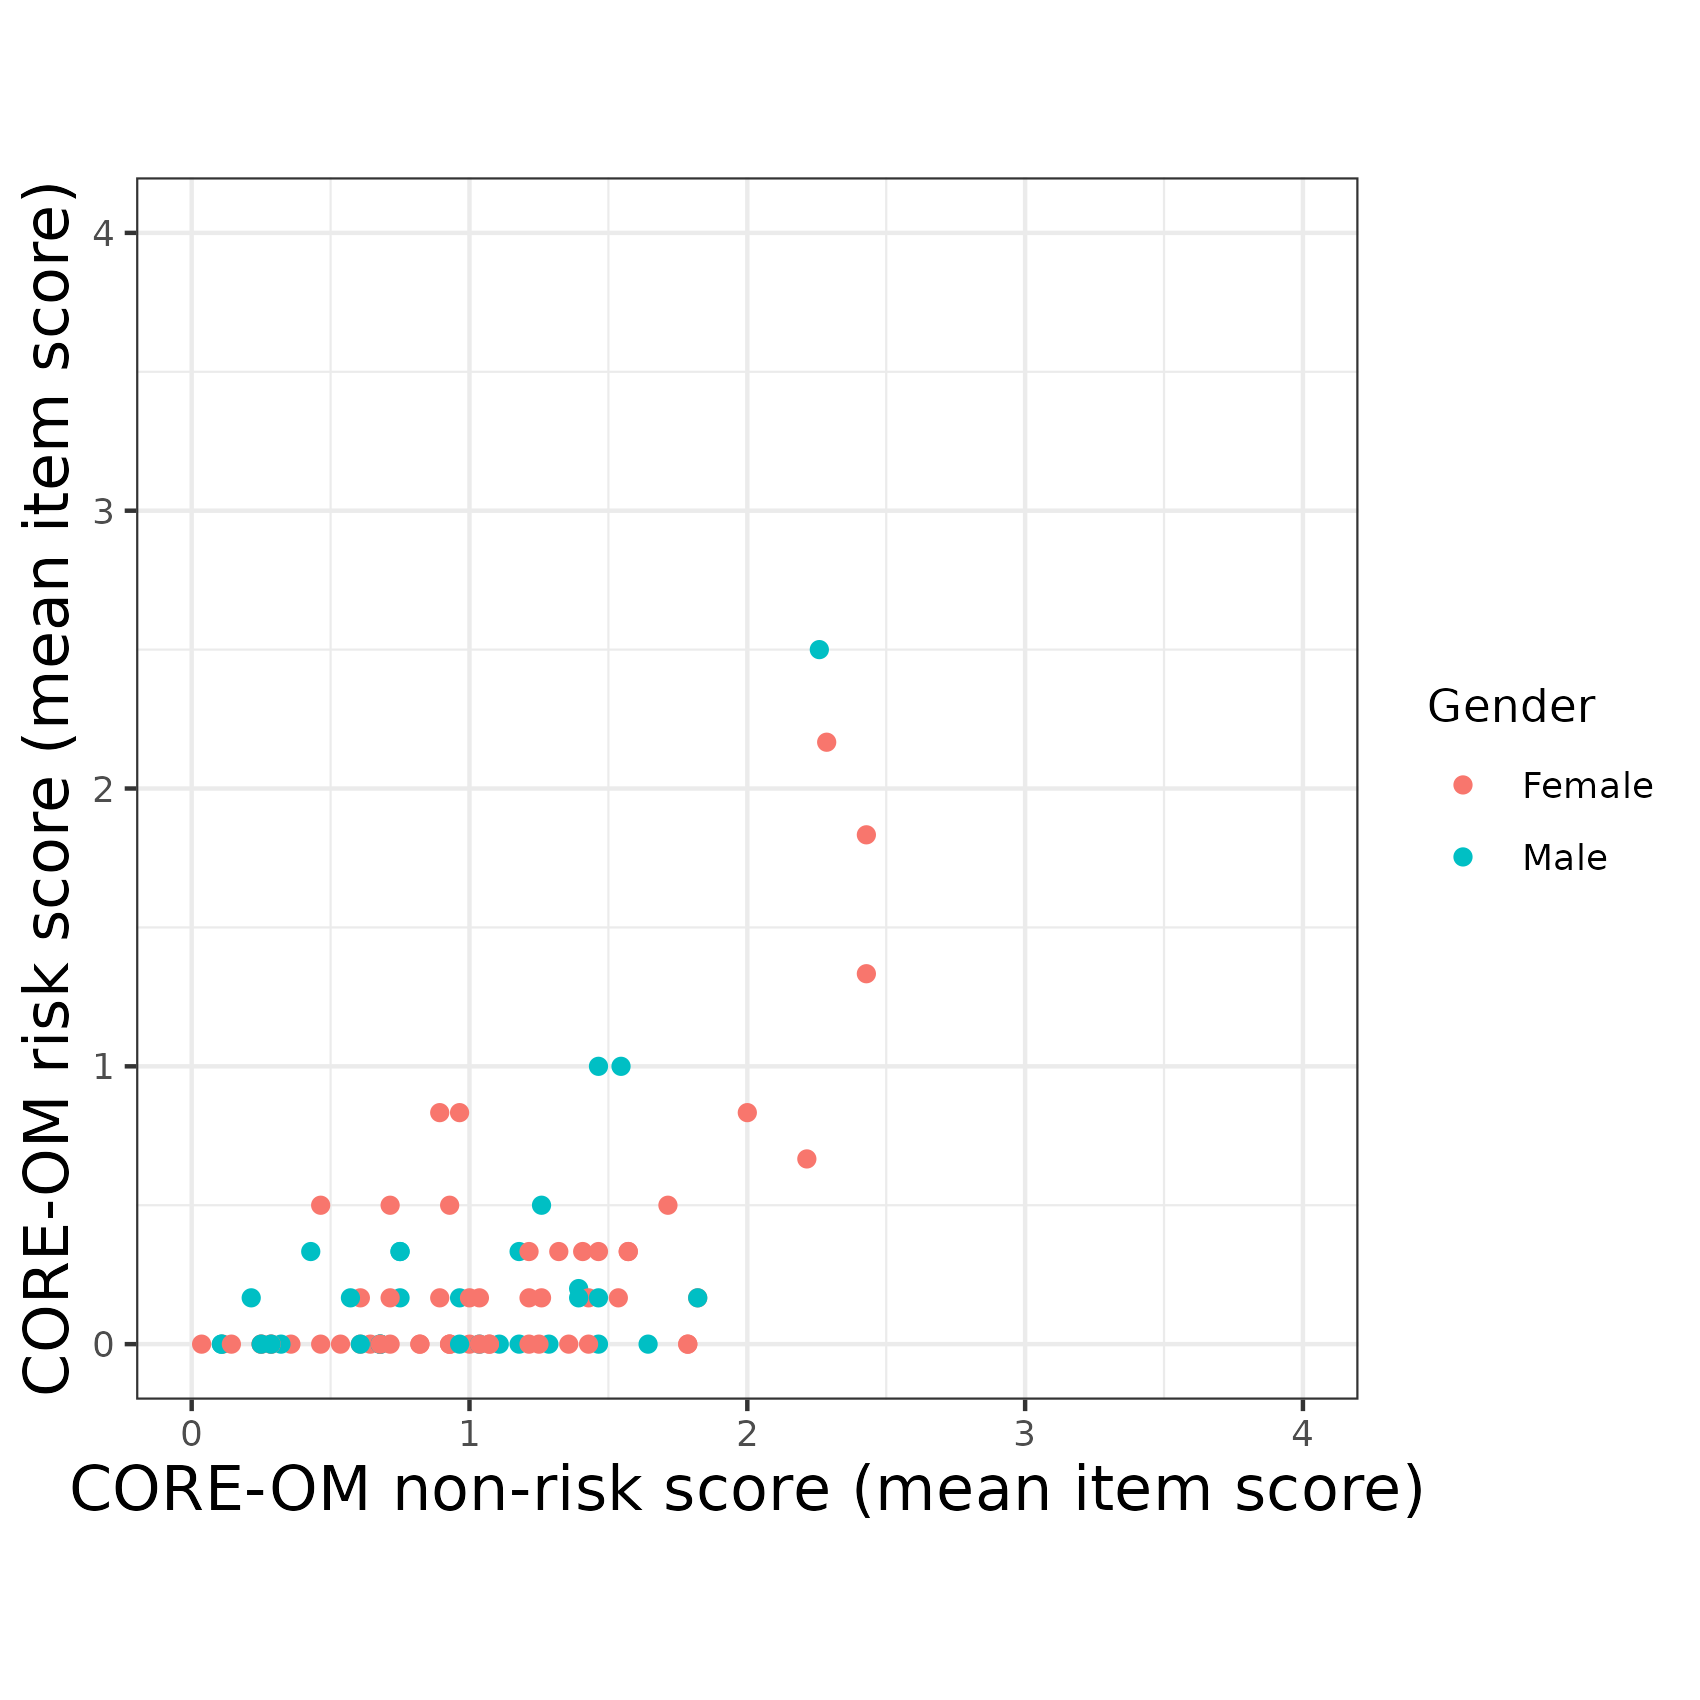 CORE-OM risk score (mean item score)
4
3
2
1
0
0 1 2 3 4
CORE-OM non-risk score (mean item score)
Gender
Female
Male